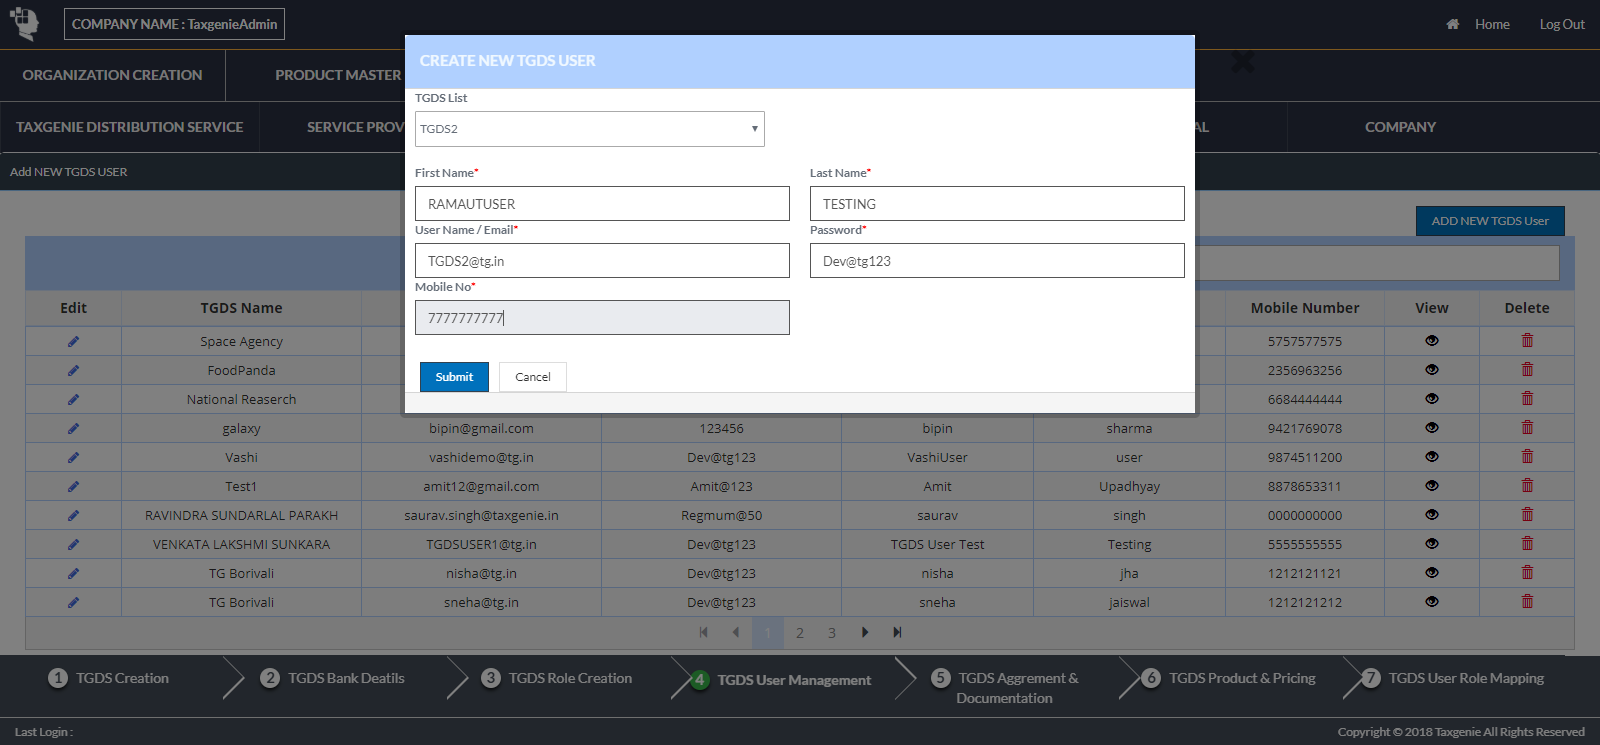 COMPANY NAME : TaxgenieAdmin
Home
Log Out
ORGANIZATION CREATION
PRODUCT MASTER
TAXGENIE DISTRIBUTION SERVICE
SERVICE PROV
AL
COMPANY
Add NEW TGDS USER
CREATE NEW TGDS USER
TGDS List
TGDS2
First Name*
Last Name*
RAMAUTUSER
TESTING
User Name / Email*
Password*
TGDS2@tg.in
Dev@tg123
Mobile No*
7777777777
Submit
Cancel
ADD NEW TGDS User
Edit TGDS Name Mobile Number View Delete
Space Agency 5757577575
FoodPanda 2356963256
National Reaserch 6684444444
galaxy bipin@gmail.com 123456 bipin sharma 9421769078
Vashi vashidemo@tg.in Dev@tg123 VashiUser user 9874511200
Test1 amit12@gmail.com Amit@123 Amit Upadhyay 8878653311
RAVINDRA SUNDARLAL PARAKH saurav.singh@taxgenie.in Regmum@50 saurav singh 0000000000
VENKATA LAKSHMI SUNKARA TGDSUSER1@tg.in Dev@tg123 TGDS User Test Testing 5555555555
TG Borivali nisha@tg.in Dev@tg123 nisha jha 1212121121
TG Borivali sneha@tg.in Dev@tg123 sneha jaiswal 1212121212
1 2 3
1 TGDS Creation
2 TGDS Bank Deatils
3 TGDS Role Creation
4 TGDS User Management
5 TGDS Aggrement &
Documentation
6 TGDS Product & Pricing
7 TGDS User Role Mapping
Last Login :
Copyright © 2018 Taxgenie All Rights Reserved